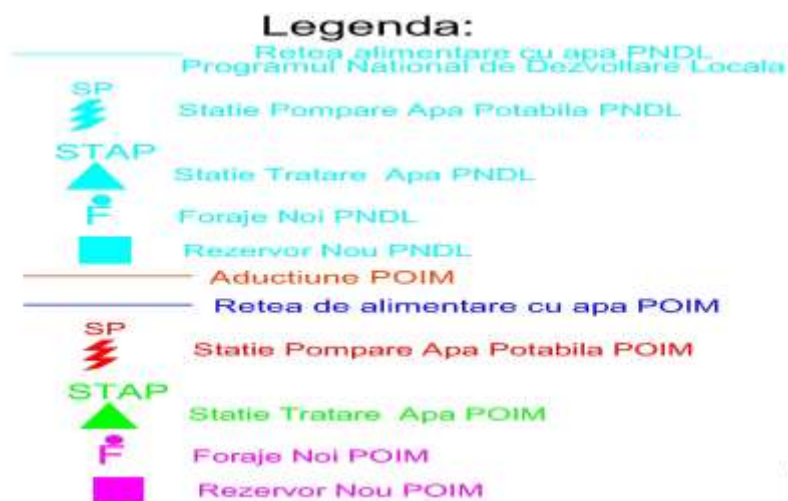 Legenda:
Retea alimentare cu apa PNDL
Programul National de Dezvoltare Locala
SP
Statie Pompare Apa Potabila PNDL
STAP
Statie Tratare Apa PNDL
F
Foraje Noi PNDL
Rezervor Nou PNDL
Aductiune POIM
Retea de alimentare cu apa POIM
SP
Statie Pompare Apa Potabila POIM
STAP
Statie Tratare Apa POIM
F
Foraje Noi POIM
Rezervor Nou POIM